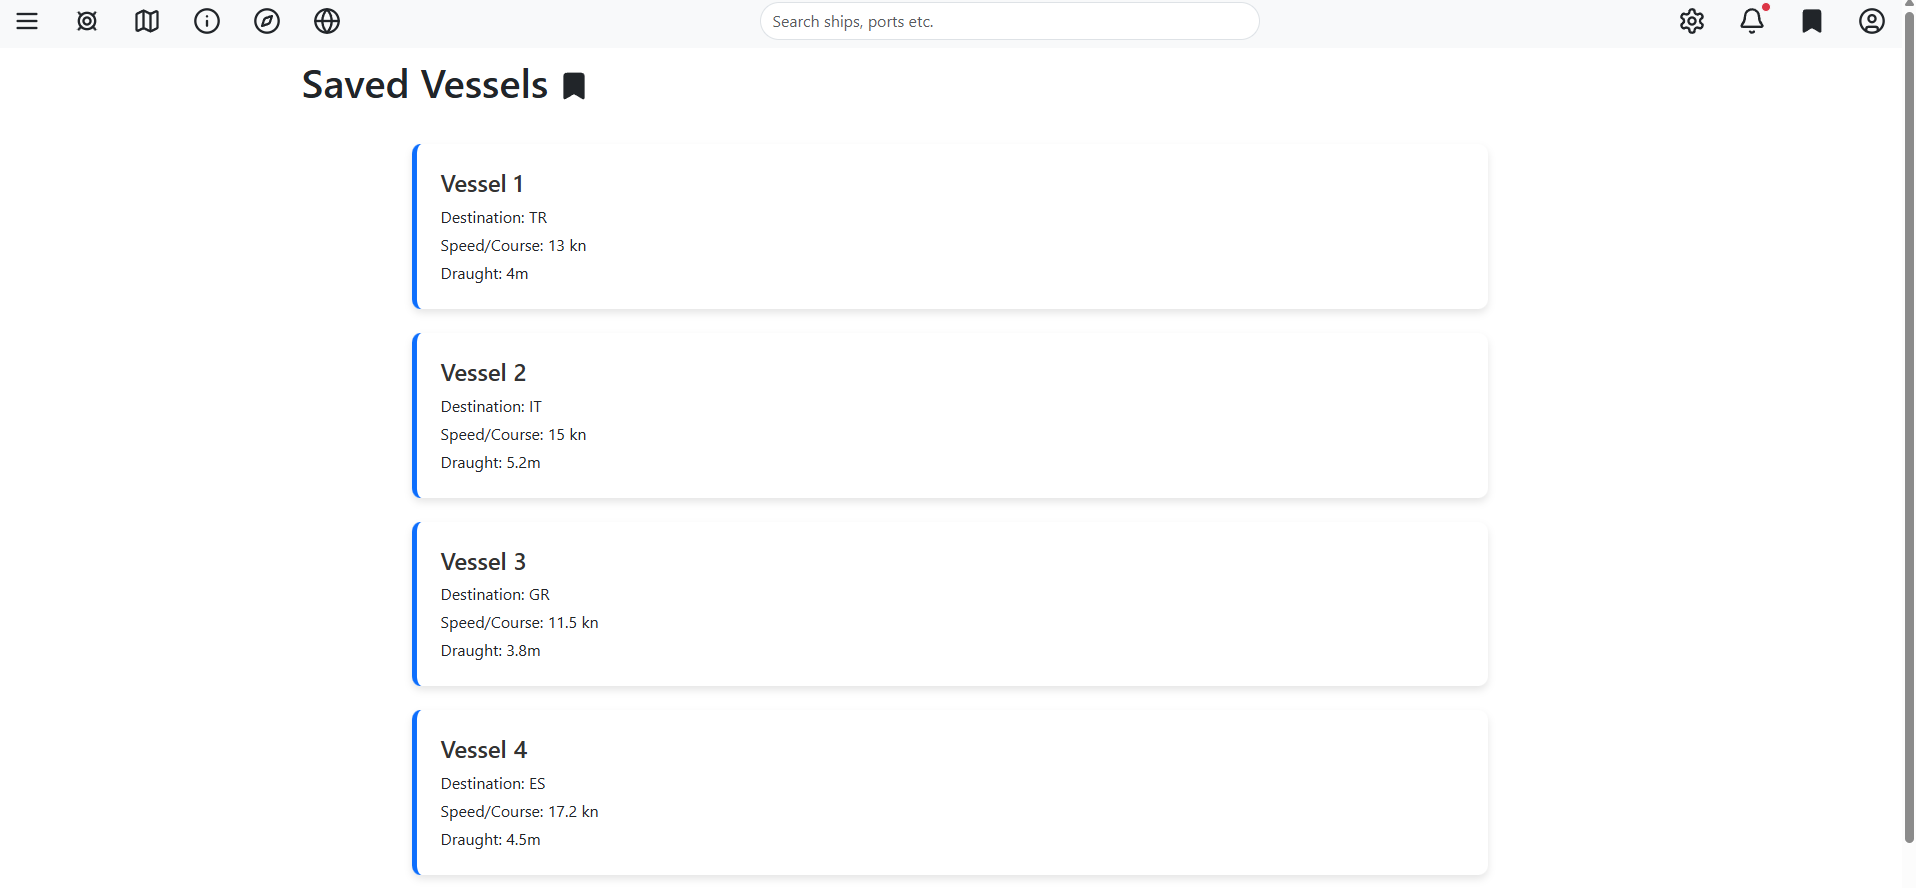 Search ships, ports etc.
Saved Vessels
Vessel 1
Destination: TR
Speed/Course: 13 kn
Draught: 4m
Vessel 2
Destination: IT
Speed/Course: 15 kn
Draught: 5.2m
Vessel 3
Destination: GR
Speed/Course: 11.5 kn
Draught: 3.8m
Vessel 4
Destination: ES
Speed/Course: 17.2 kn
Draught: 4.5m